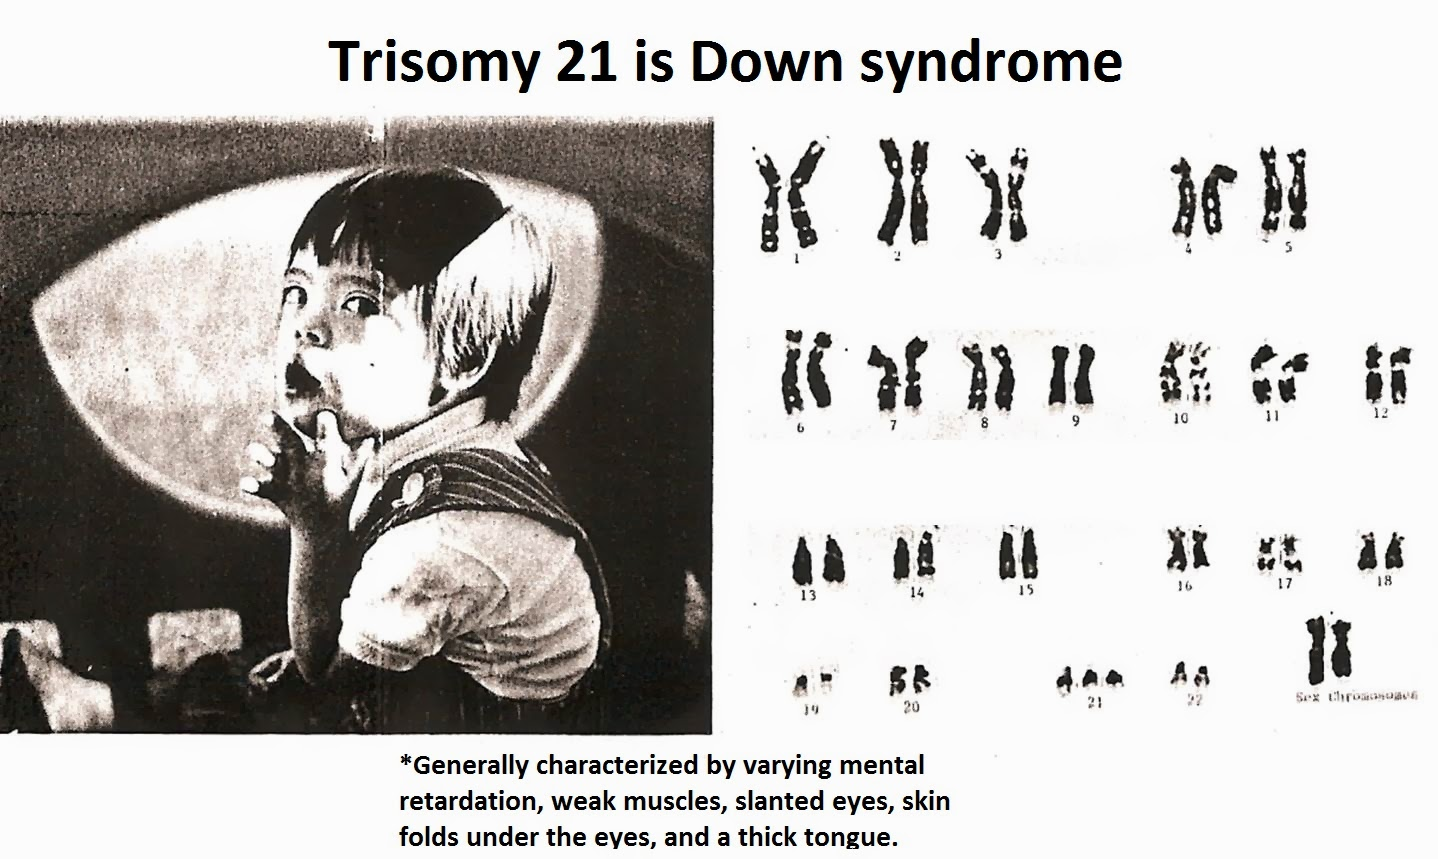 Trisomy 21 is Down syndrome
1 2 3 4 5
6 7 8 9 10 11 12
13 14 15 16 17 18
19 20 21 22 Sex Chromosomes
*Generally characterized by varying mental
retardation, weak muscles, slanted eyes, skin
folds under the eyes, and a thick tongue.